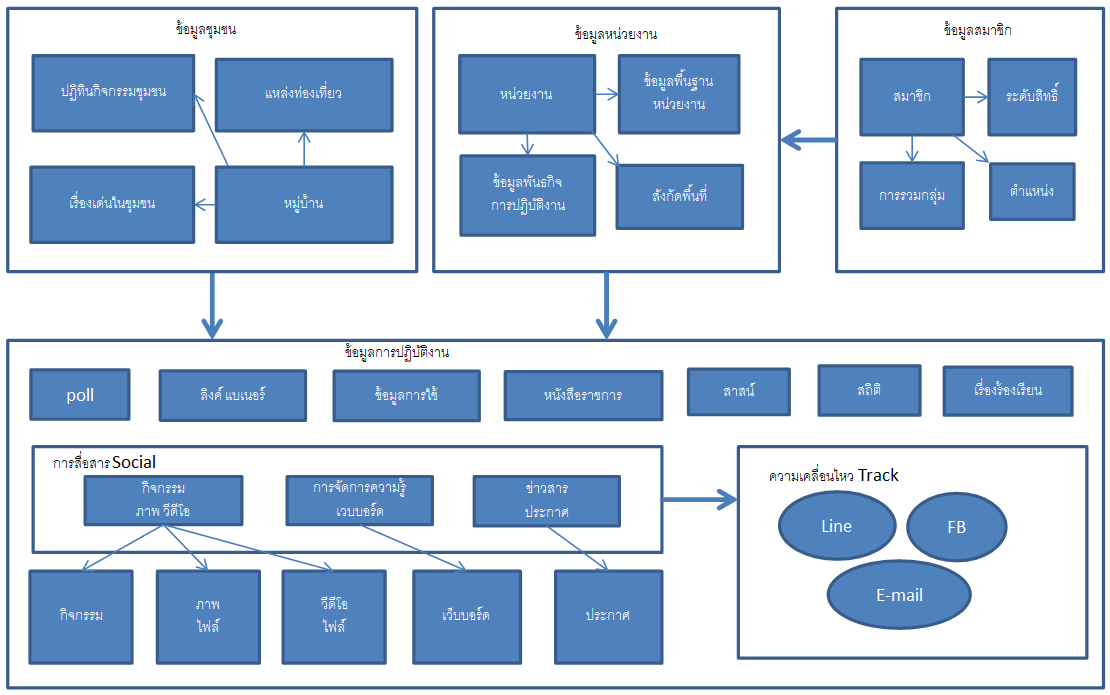 ข้อมูลชุมชน
ปฏิทินกิจกรรมชุมชน
แหล่งท่องเที่ยว
เรื่องเด่นในชุมชน
หมู่บ้าน
ข้อมูลหน่วยงาน
หน่วยงาน
ข้อมูลพื้นฐาน
หน่วยงาน
ข้อมูลพันธกิจ
การปฏิบัติงาน
สังกัดพื้นที่
ข้อมูลสมาชิก
สมาชิก
ระดับสิทธิ์
การรวมกลุ่ม
ตำแหน่ง
ข้อมูลการปฏิบัติงาน
poll
ลิงค์ แบเนอร์
ข้อมูลการใช้
หนังสือราชการ
สาสน์
สถิติ
เรื่องร้องเรียน
การสื่อสาร Social
กิจกรรม
ภาพ วีดีโอ
การจัดการความรู้
เวบบอร์ด
ข่าวสาร
ประกาศ
ความเคลื่อนไหว Track
Line
FB
E-mail
กิจกรรม
ภาพ
ไฟล์
วีดีโอ
ไฟล์
เว็บบอร์ด
ประกาศ